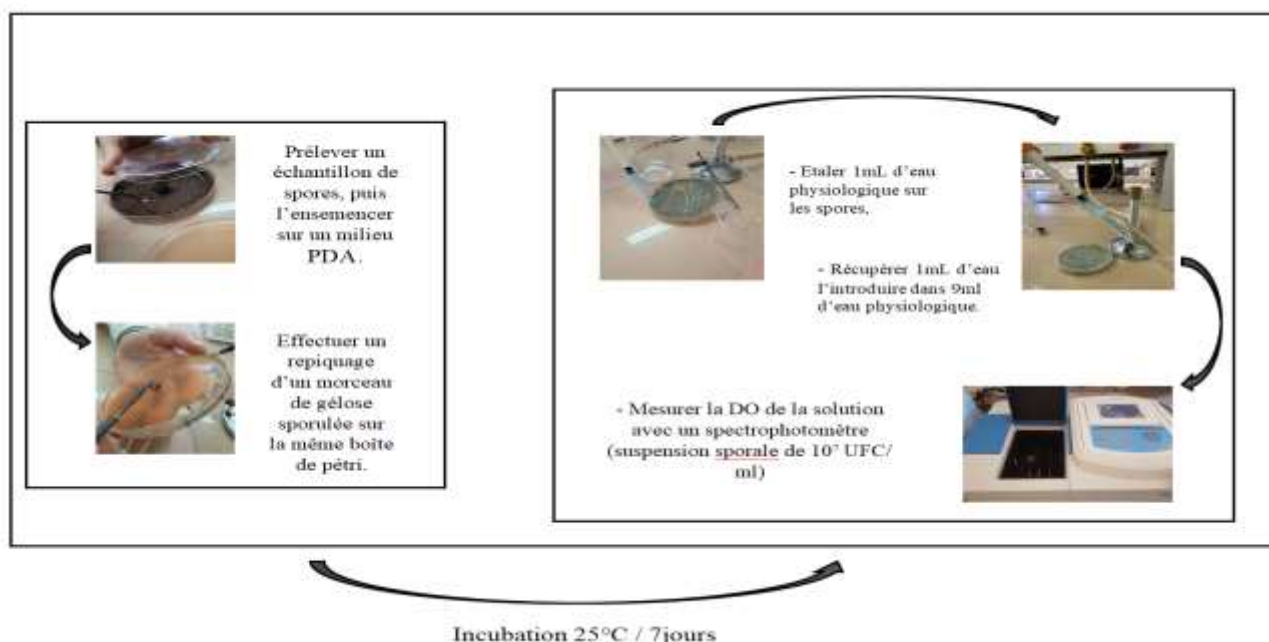 Prélever un
échantillon de
spores, puis
l'ensemencer
sur un milieu
PDA.
Effectuer un
repiquage
d'un morceau
de gélose
sporulée sur
la même boîte
de pétri.
- Etaler 1mL d'eau
physiologique sur
les spores,
- Récupérer 1mL d'eau
l'introduire dans 9ml
d'eau physiologique.
- Mesurer la DO de la solution
avec un spectrophotomètre
(suspension sporale de 10⁷ UFC/
ml)
Incubation 25°C / 7jours